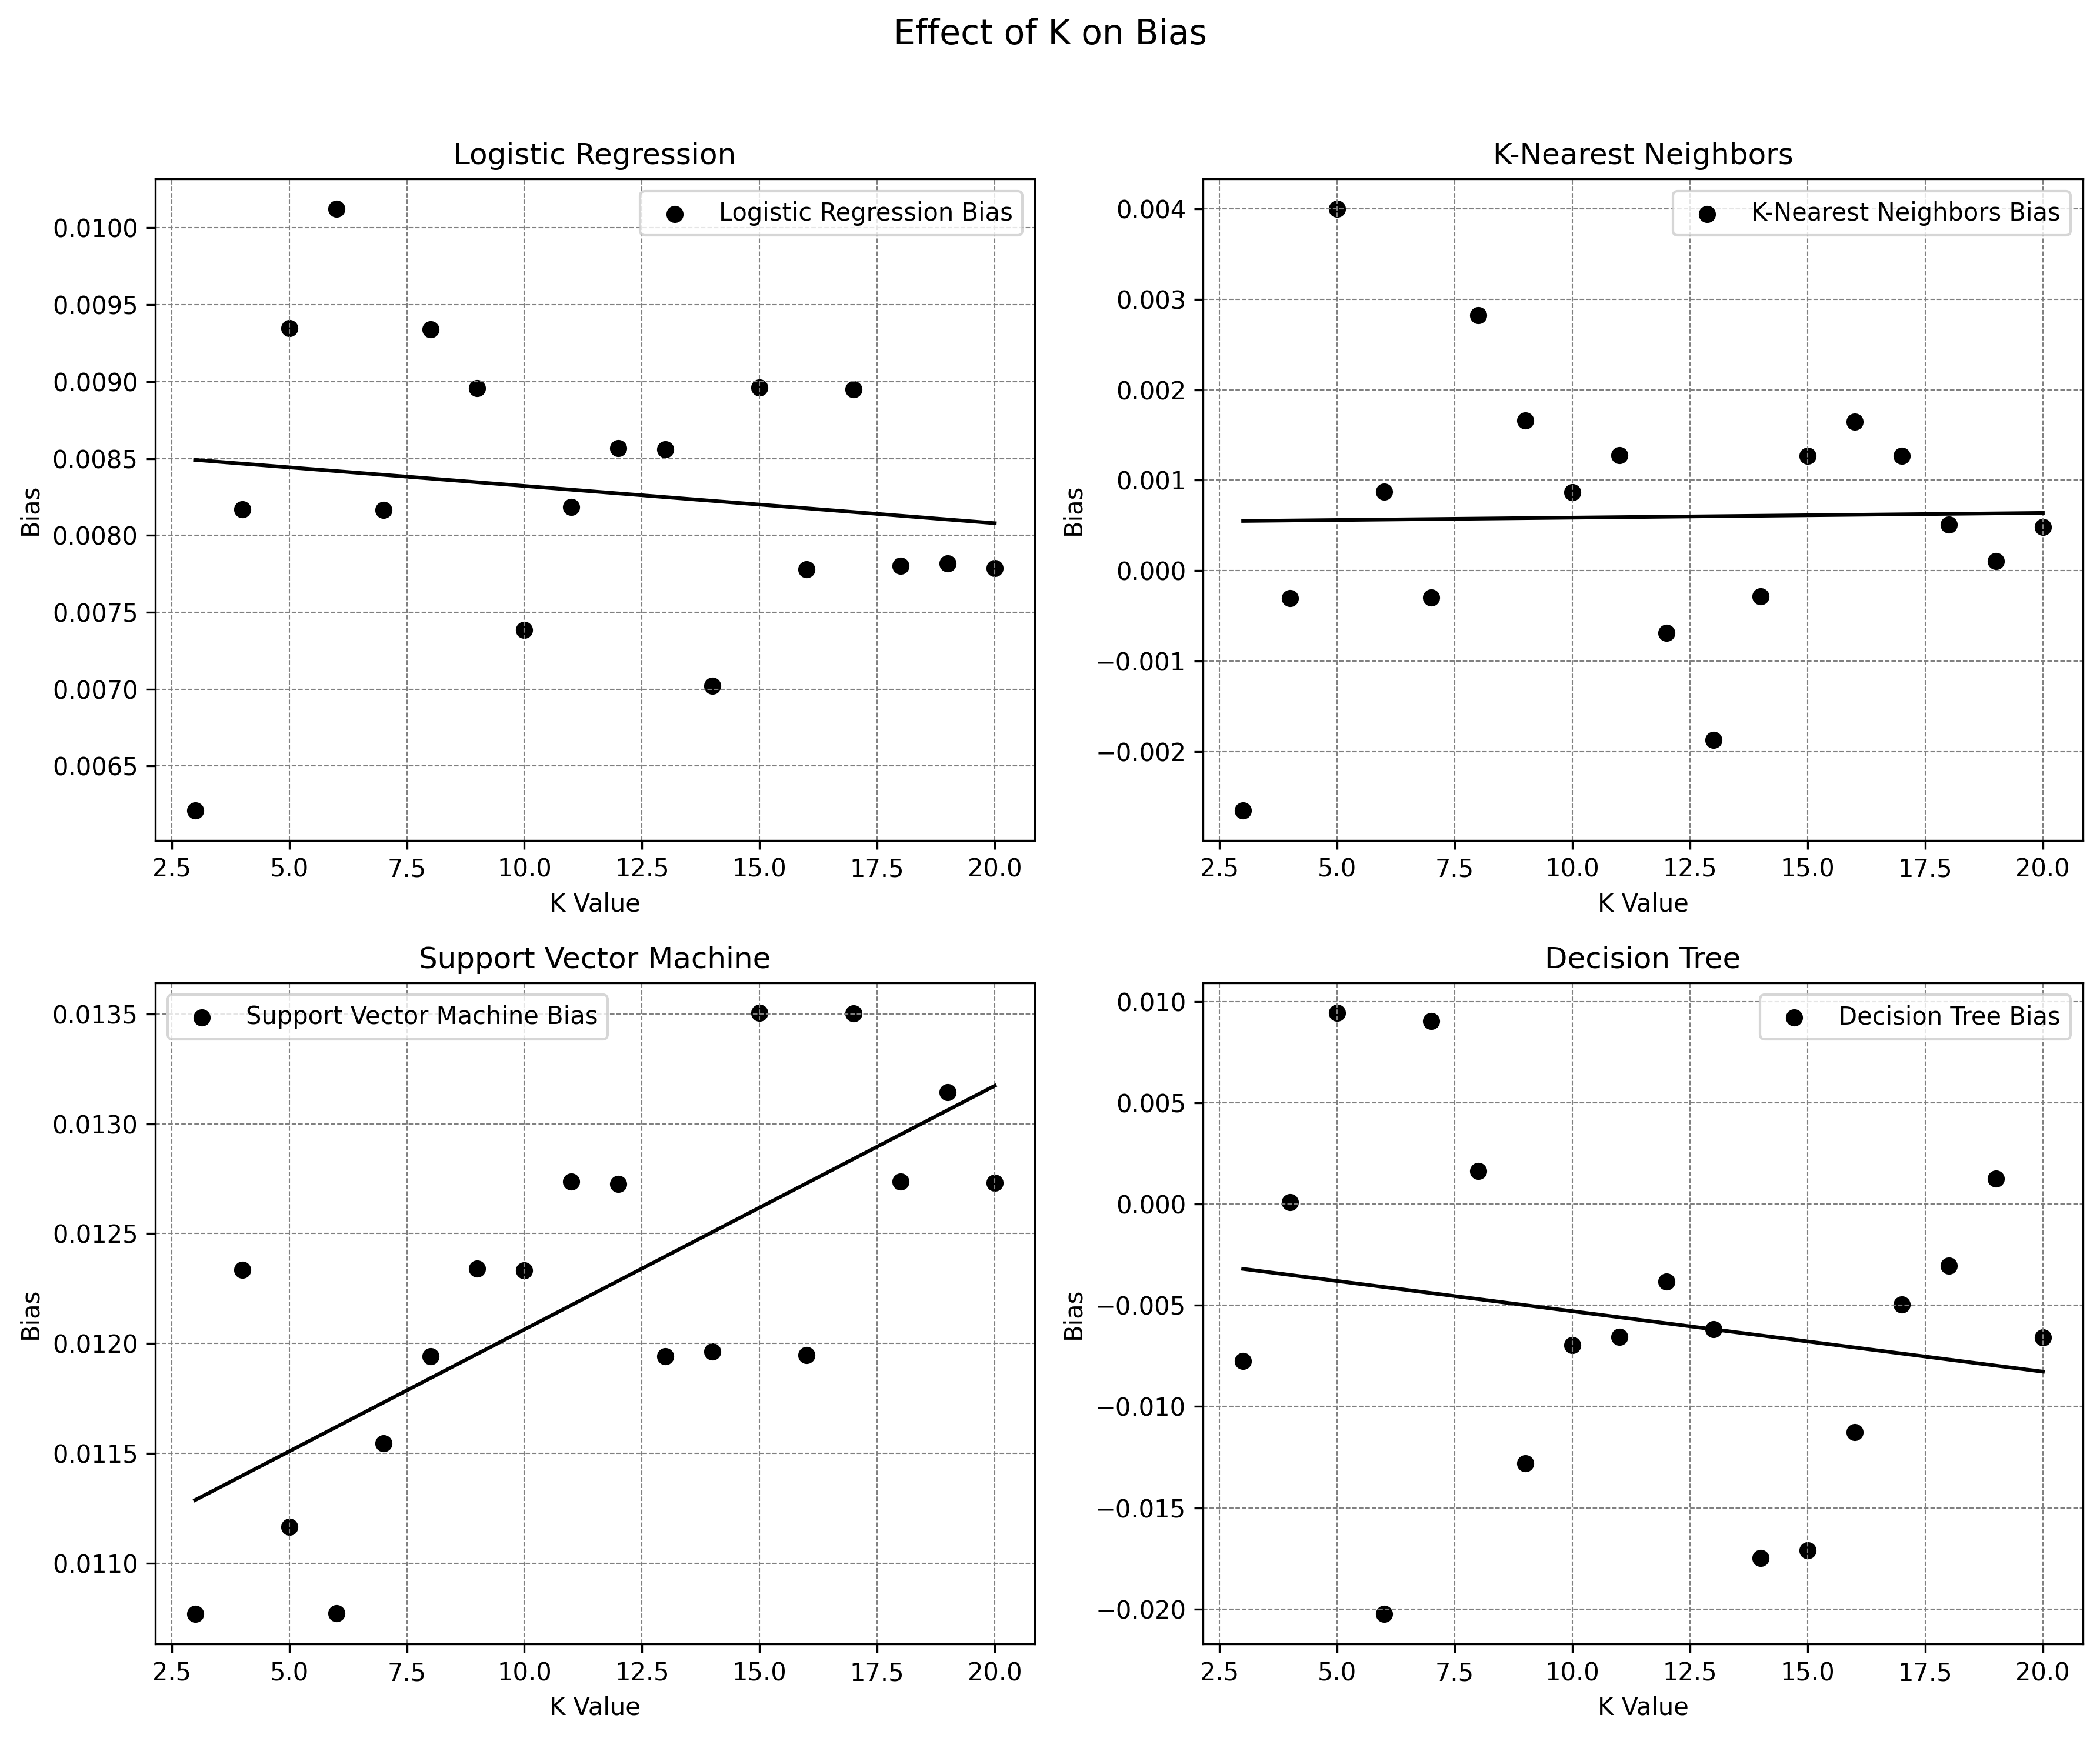 Effect of K on Bias
Logistic Regression
Logistic Regression Bias
0.0100
0.0095
0.0090
0.0085
0.0080
0.0075
0.0070
0.0065
Bias
2.5 5.0 7.5 10.0 12.5 15.0 17.5 20.0
K Value
K-Nearest Neighbors
K-Nearest Neighbors Bias
0.004
0.003
0.002
0.001
0.000
−0.001
−0.002
Bias
2.5 5.0 7.5 10.0 12.5 15.0 17.5 20.0
K Value
Support Vector Machine
Support Vector Machine Bias
0.0135
0.0130
0.0125
0.0120
0.0115
0.0110
Bias
2.5 5.0 7.5 10.0 12.5 15.0 17.5 20.0
K Value
Decision Tree
Decision Tree Bias
0.010
0.005
0.000
−0.005
−0.010
−0.015
−0.020
Bias
2.5 5.0 7.5 10.0 12.5 15.0 17.5 20.0
K Value